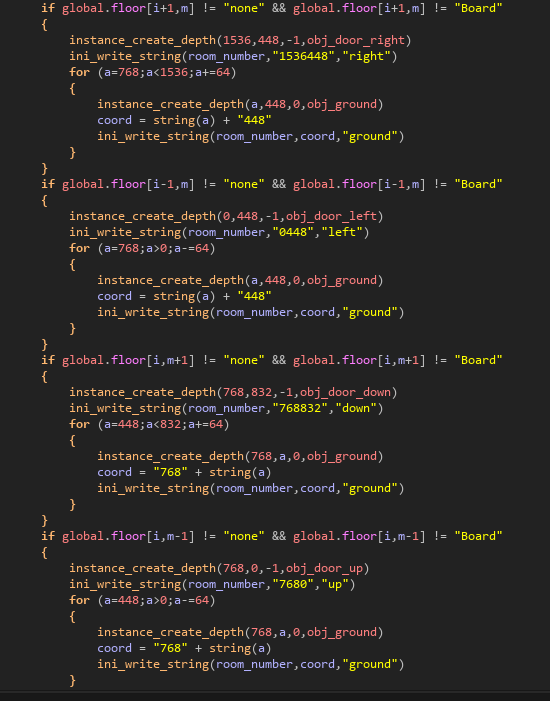 if global.floor[i+1,m] != "none" && global.floor[i+1,m] != "Board"
{
instance_create_depth(1536,448,-1,obj_door_right)
ini_write_string(room_number,"1536448","right")
for (a=768;a<1536;a+=64)
{
instance_create_depth(a,448,0,obj_ground)
coord = string(a) + "448"
ini_write_string(room_number,coord,"ground")
}
}
if global.floor[i-1,m] != "none" && global.floor[i-1,m] != "Board"
{
instance_create_depth(0,448,-1,obj_door_left)
ini_write_string(room_number,"0448","left")
for (a=768;a>0;a-=64)
{
instance_create_depth(a,448,0,obj_ground)
coord = string(a) + "448"
ini_write_string(room_number,coord,"ground")
}
}
if global.floor[i,m+1] != "none" && global.floor[i,m+1] != "Board"
{
instance_create_depth(768,832,-1,obj_door_down)
ini_write_string(room_number,"768832","down")
for (a=448;a<832;a+=64)
{
instance_create_depth(768,a,0,obj_ground)
coord = "768" + string(a)
ini_write_string(room_number,coord,"ground")
}
}
if global.floor[i,m-1] != "none" && global.floor[i,m-1] != "Board"
{
instance_create_depth(768,0,-1,obj_door_up)
ini_write_string(room_number,"7680","up")
for (a=448;a>0;a-=64)
{
instance_create_depth(768,a,0,obj_ground)
coord = "768" + string(a)
ini_write_string(room_number,coord,"ground")
}